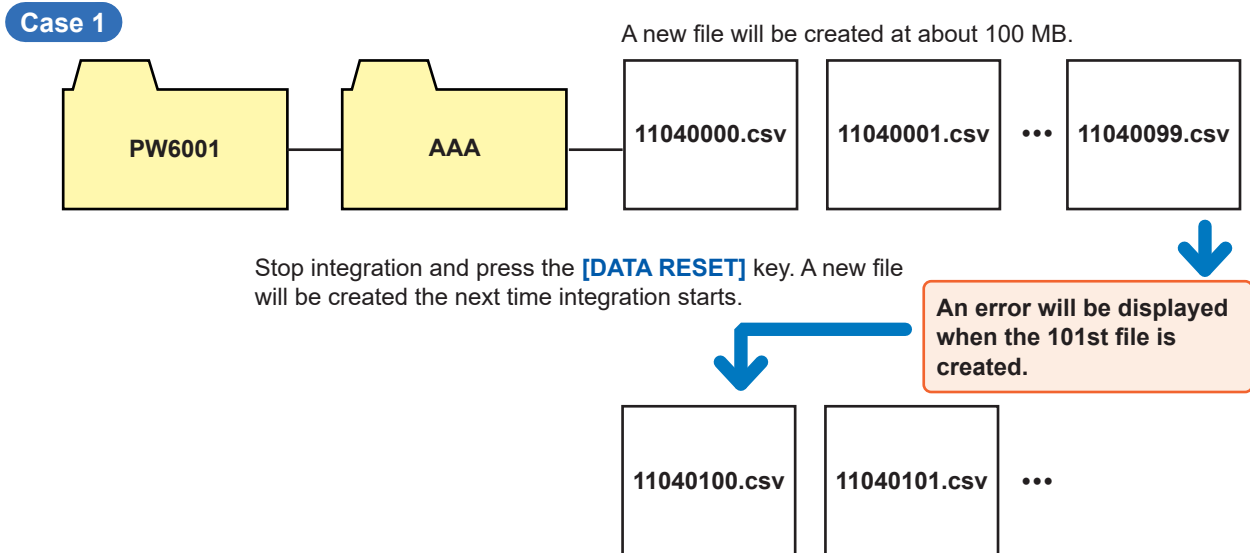 Case 1
A new file will be created at about 100 MB.
PW6001
AAA
11040000.csv
11040001.csv
•••
11040099.csv
Stop integration and press the [DATA RESET] key. A new file
will be created the next time integration starts.
An error will be displayed
when the 101st file is
created.
11040100.csv
11040101.csv
•••